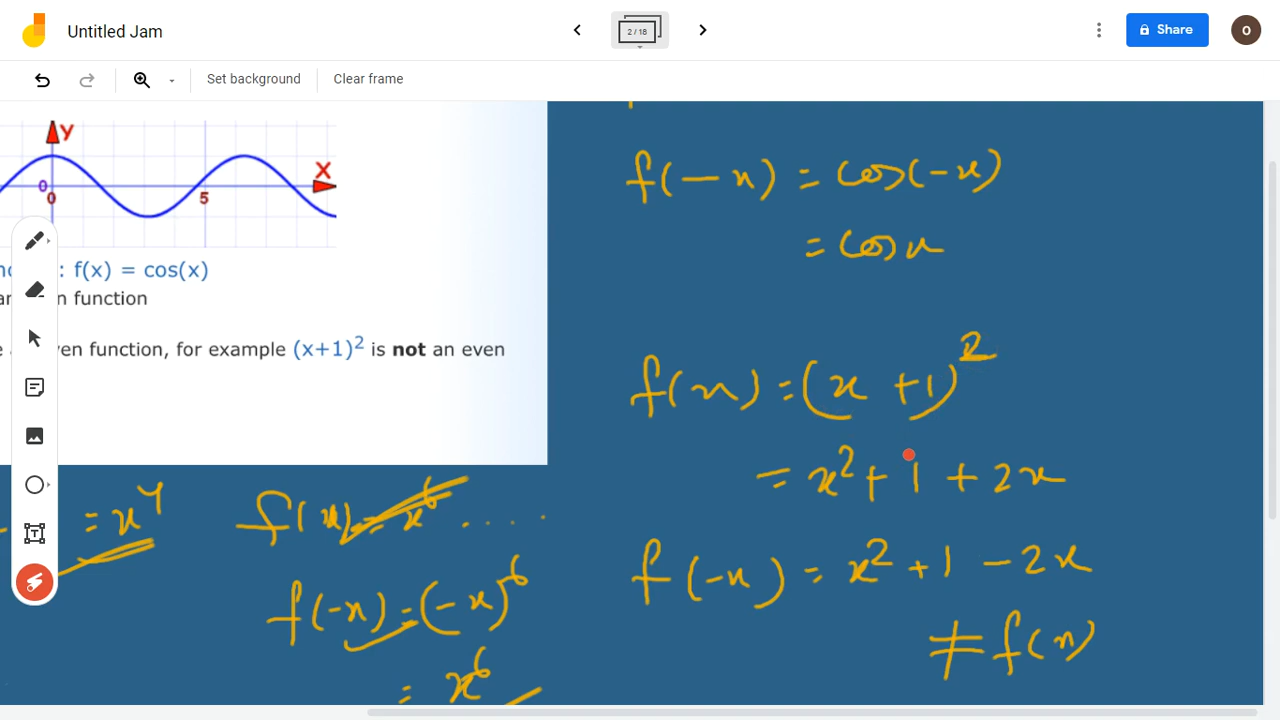 Untitled Jam
2 / 18
Share
O
Set background
Clear frame
Y
X
0
0
5
: f(x) = cos(x)
n function
ven function, for example (x+1)² is not an even
f(-x) = cos(-x)
= cos x
f(x) = (x +1)²
= x² + 1 + 2x
f(-x) = x² + 1 - 2x
≠ f(x)
= x⁴
f(x) = x⁶ .....
f(-x) = (-x)⁶
= x⁶